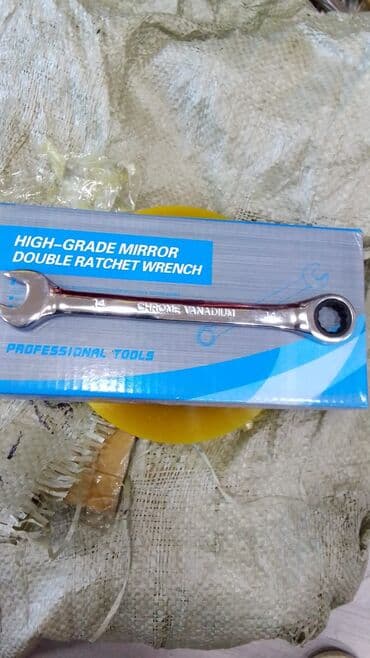 HIGH-GRADE MIRROR
DOUBLE RATCHET WRENCH
14 CHROME VANADIUM 14
PROFESSIONAL TOOLS